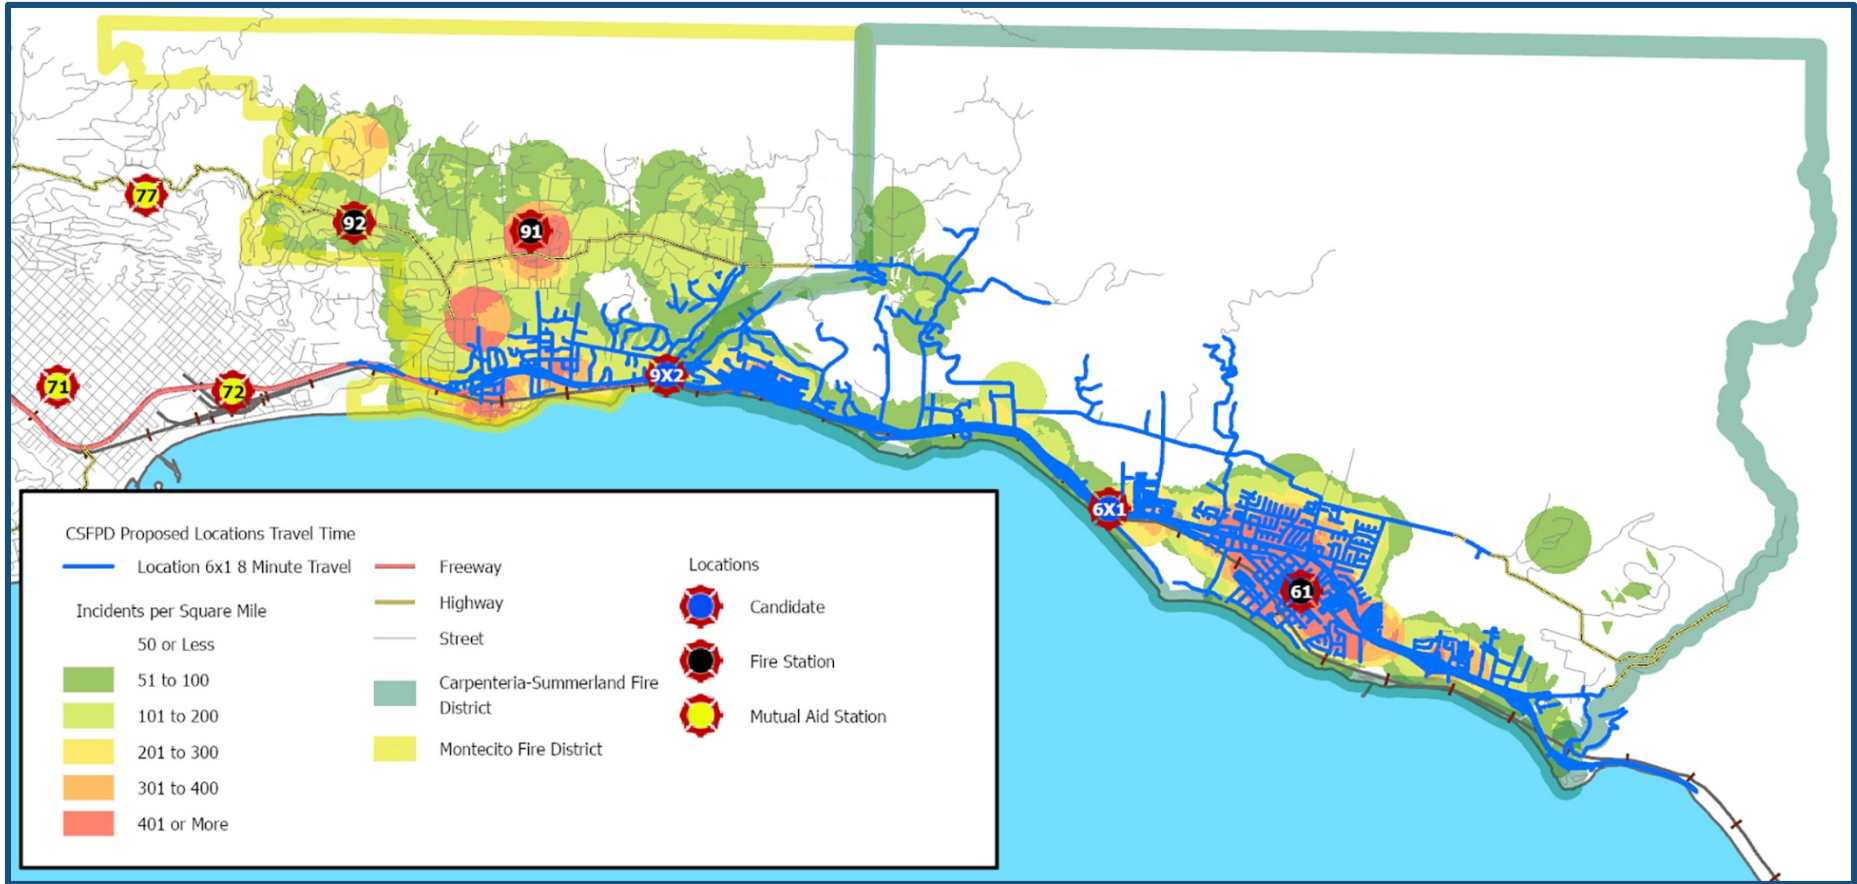 77
92
91
71
72
9X2
6X1
61
CSFPD Proposed Locations Travel Time
Location 6x1 8 Minute Travel
Incidents per Square Mile
50 or Less
51 to 100
101 to 200
201 to 300
301 to 400
401 or More
Freeway
Highway
Street
Carpenteria-Summerland Fire
District
Montecito Fire District
Locations
Candidate
Fire Station
Mutual Aid Station